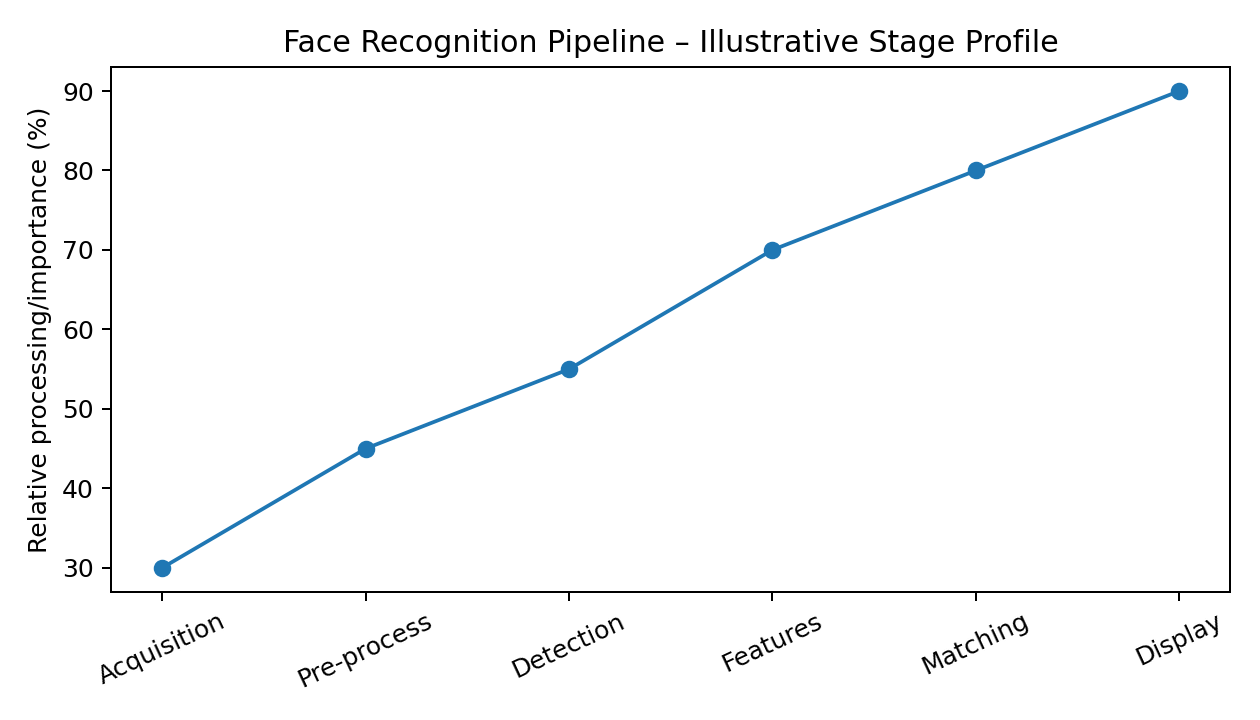 Face Recognition Pipeline – Illustrative Stage Profile
Relative processing/importance (%)
90
80
70
60
50
40
30
Acquisition
Pre-process
Detection
Features
Matching
Display